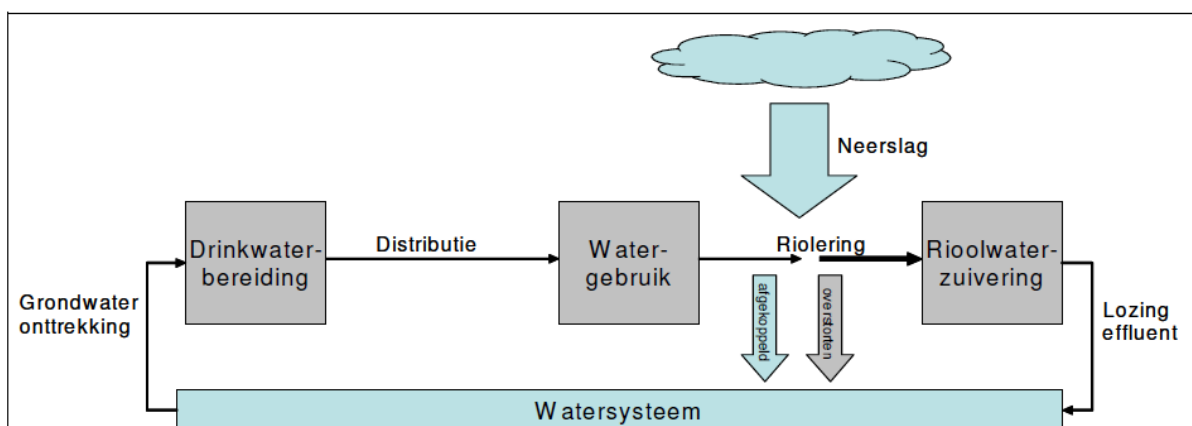 Neerslag
Drinkwater-
bereiding
Distributie
Water-
gebruik
Riolering
Rioolwater-
zuivering
Grondwater
onttrekking
afgekoppeld
overstorten
Lozing
effluent
Watersysteem